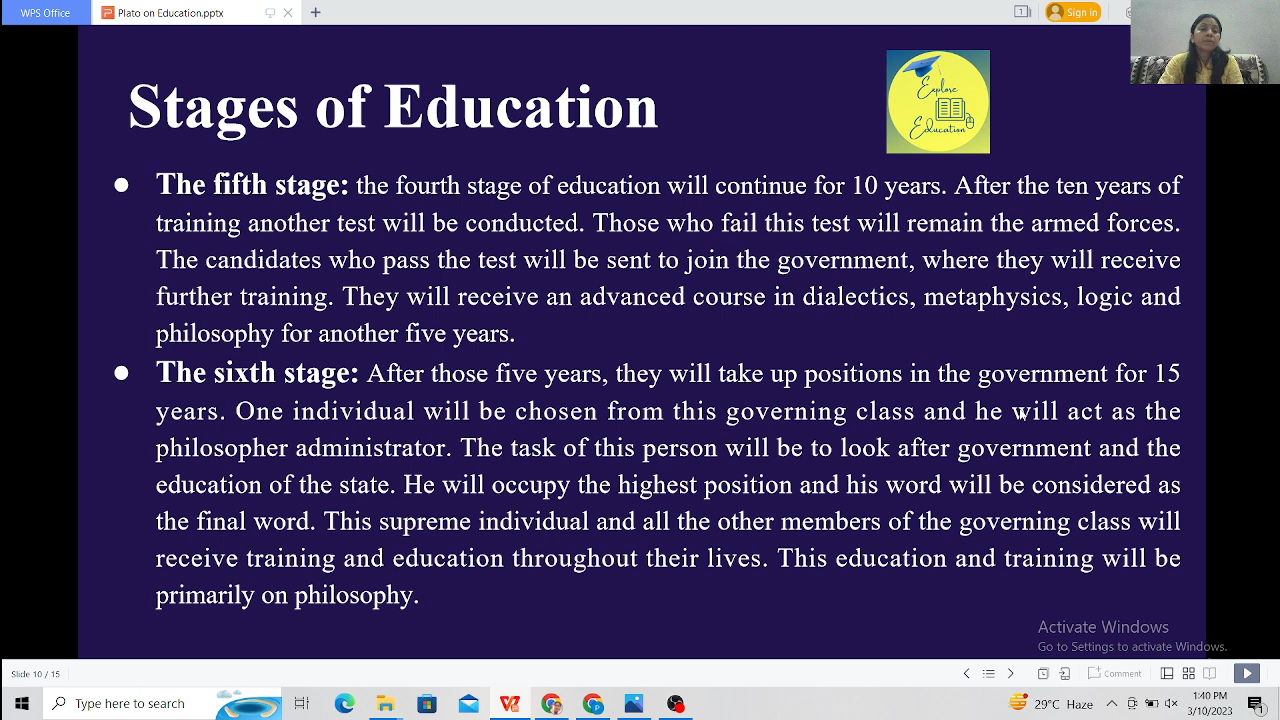 WPS Office
Plato on Education.pptx
Sign in
Stages of Education
Explore
Education
The fifth stage: the fourth stage of education will continue for 10 years. After the ten years of
training another test will be conducted. Those who fail this test will remain the armed forces.
The candidates who pass the test will be sent to join the government, where they will receive
further training. They will receive an advanced course in dialectics, metaphysics, logic and
philosophy for another five years.
The sixth stage: After those five years, they will take up positions in the government for 15
years. One individual will be chosen from this governing class and he will act as the
philosopher administrator. The task of this person will be to look after government and the
education of the state. He will occupy the highest position and his word will be considered as
the final word. This supreme individual and all the other members of the governing class will
receive training and education throughout their lives. This education and training will be
primarily on philosophy.
Activate Windows
Go to Settings to activate Windows.
Slide 10 / 15
Comment
Type here to search
29°C Haze
1:40 PM
3/10/2023